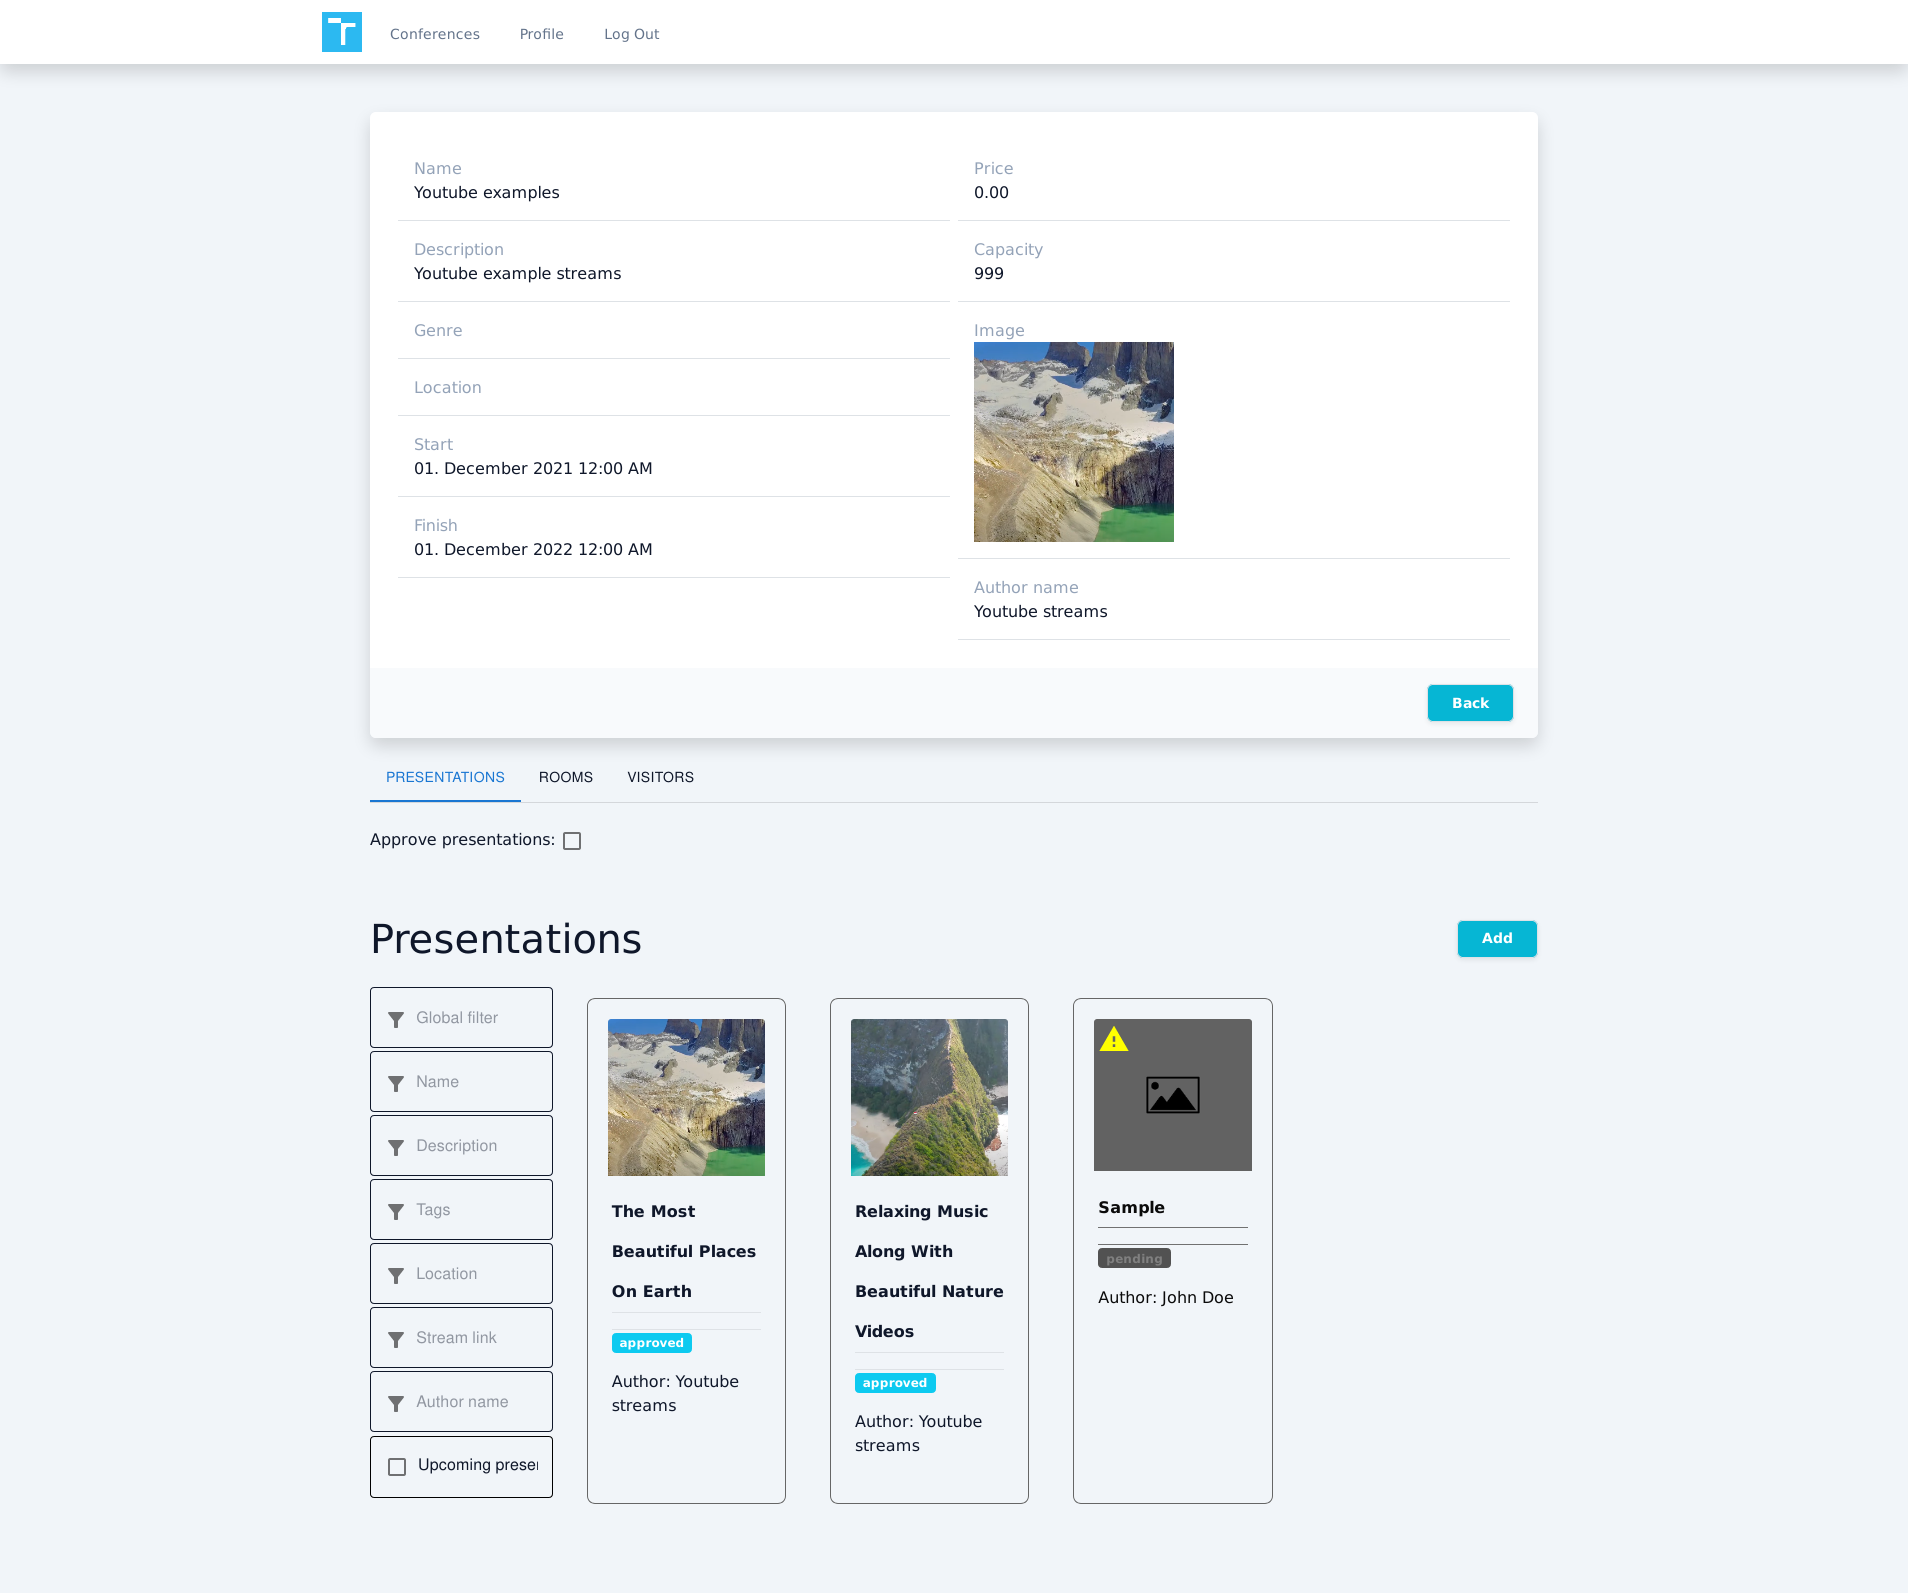 Conferences
Profile
Log Out
Name
Youtube examples
Description
Youtube example streams
Genre
Location
Start
01. December 2021 12:00 AM
Finish
01. December 2022 12:00 AM
Price
0.00
Capacity
999
Image
Author name
Youtube streams
Back
PRESENTATIONS
ROOMS
VISITORS
Approve presentations:
Presentations
Add
Global filter
Name
Description
Tags
Location
Stream link
Author name
Upcoming
The Most
Beautiful Places
On Earth
approved
Author: Youtube
streams
Relaxing Music
Along With
Beautiful Nature
Videos
approved
Author: Youtube
streams
Sample
pending
Author: John Doe